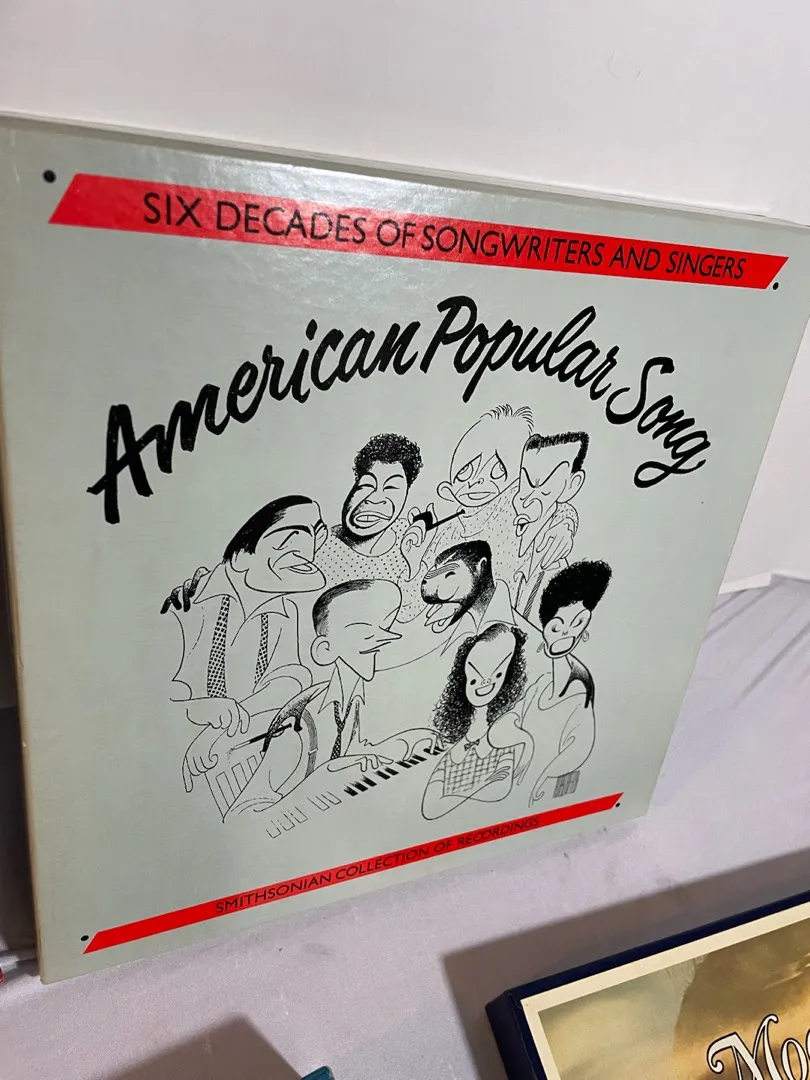 SIX DECADES OF SONGWRITERS AND SINGERS
American Popular Song
SMITHSONIAN COLLECTION OF RECORDINGS